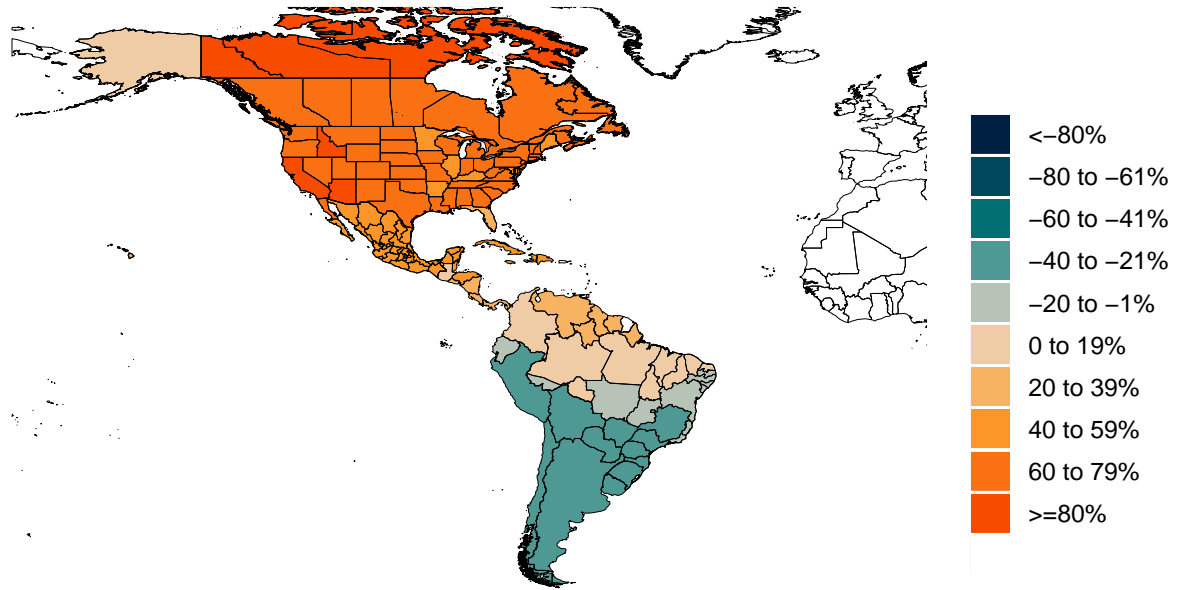 <−80%
−80 to −61%
−60 to −41%
−40 to −21%
−20 to −1%
0 to 19%
20 to 39%
40 to 59%
60 to 79%
>=80%